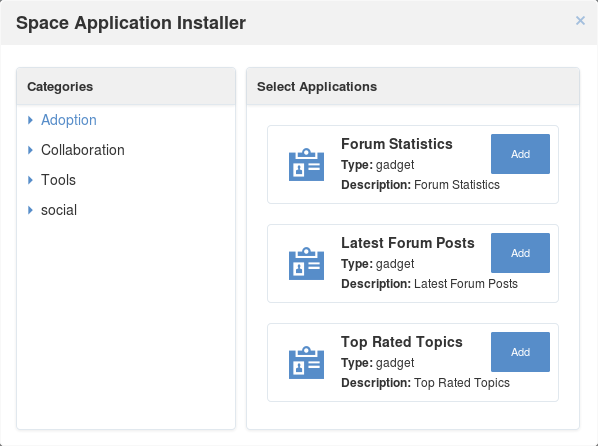 Space Application Installer
×
Categories
Adoption
Collaboration
Tools
social
Select Applications
Forum Statistics
Type: gadget
Description: Forum Statistics
Add
Latest Forum Posts
Type: gadget
Description: Latest Forum Posts
Add
Top Rated Topics
Type: gadget
Description: Top Rated Topics
Add